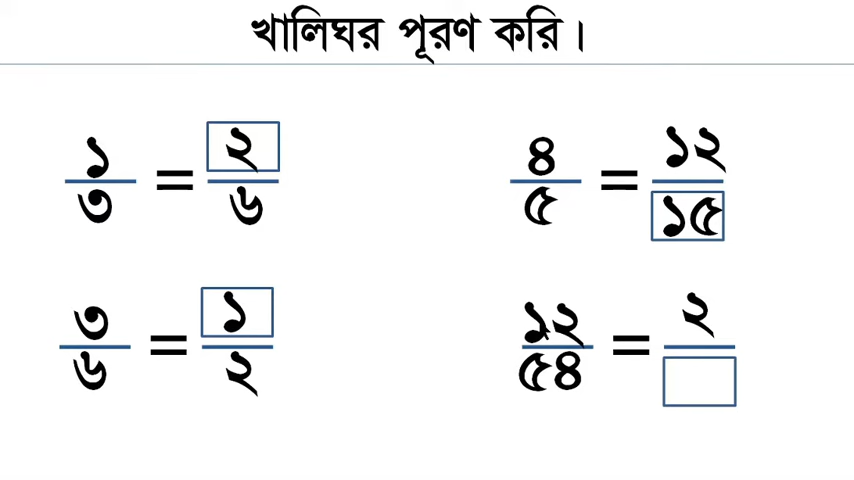 খালিঘর পূরণ করি।
১/৩ = ২/৬
৪/৫ = ১২/১৫
৩/৬ = ১/২
১২/৫৪ = ২/